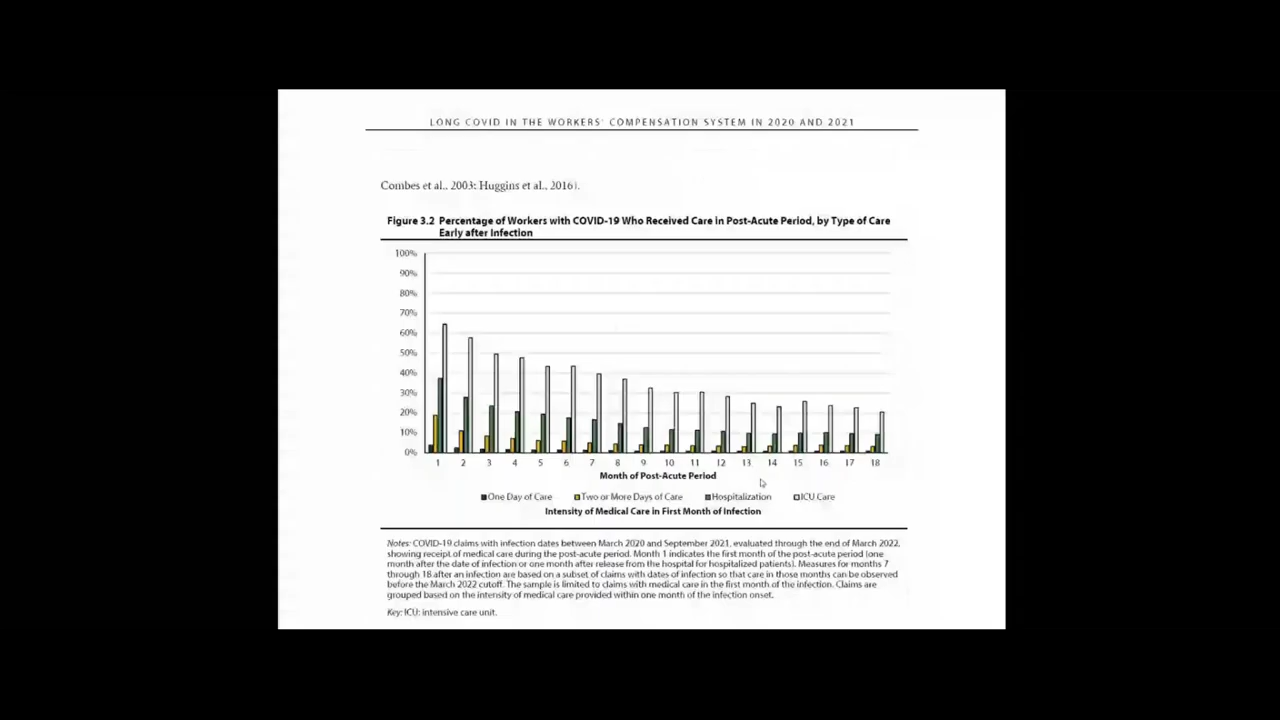 LONG COVID IN THE WORKERS' COMPENSATION SYSTEM IN 2020 AND 2021
Combes et al., 2003; Huggins et al., 2016).
Figure 3.2 Percentage of Workers with COVID-19 Who Received Care in Post-Acute Period, by Type of Care
Early after Infection
100%
90%
80%
70%
60%
50%
40%
30%
20%
10%
0%
1 2 3 4 5 6 7 8 9 10 11 12 13 14 15 16 17 18
Month of Post-Acute Period
One Day of Care Two or More Days of Care Hospitalization ICU Care
Intensity of Medical Care in First Month of Infection
Notes: COVID-19 claims with infection dates between March 2020 and September 2021, evaluated through the end of March 2022,
showing receipt of medical care during the post-acute period. Month 1 indicates the first month of the post-acute period (one
month after the date of infection or one month after release from the hospital for hospitalized patients). Measures for months 7
through 18 after an infection are based on a subset of claims with dates of infection so that care in those months can be observed
before the March 2022 cutoff. The sample is limited to claims with medical care in the first month of the infection. Claims are
grouped based on the intensity of medical care provided within one month of the infection onset.
Key: ICU: intensive care unit.